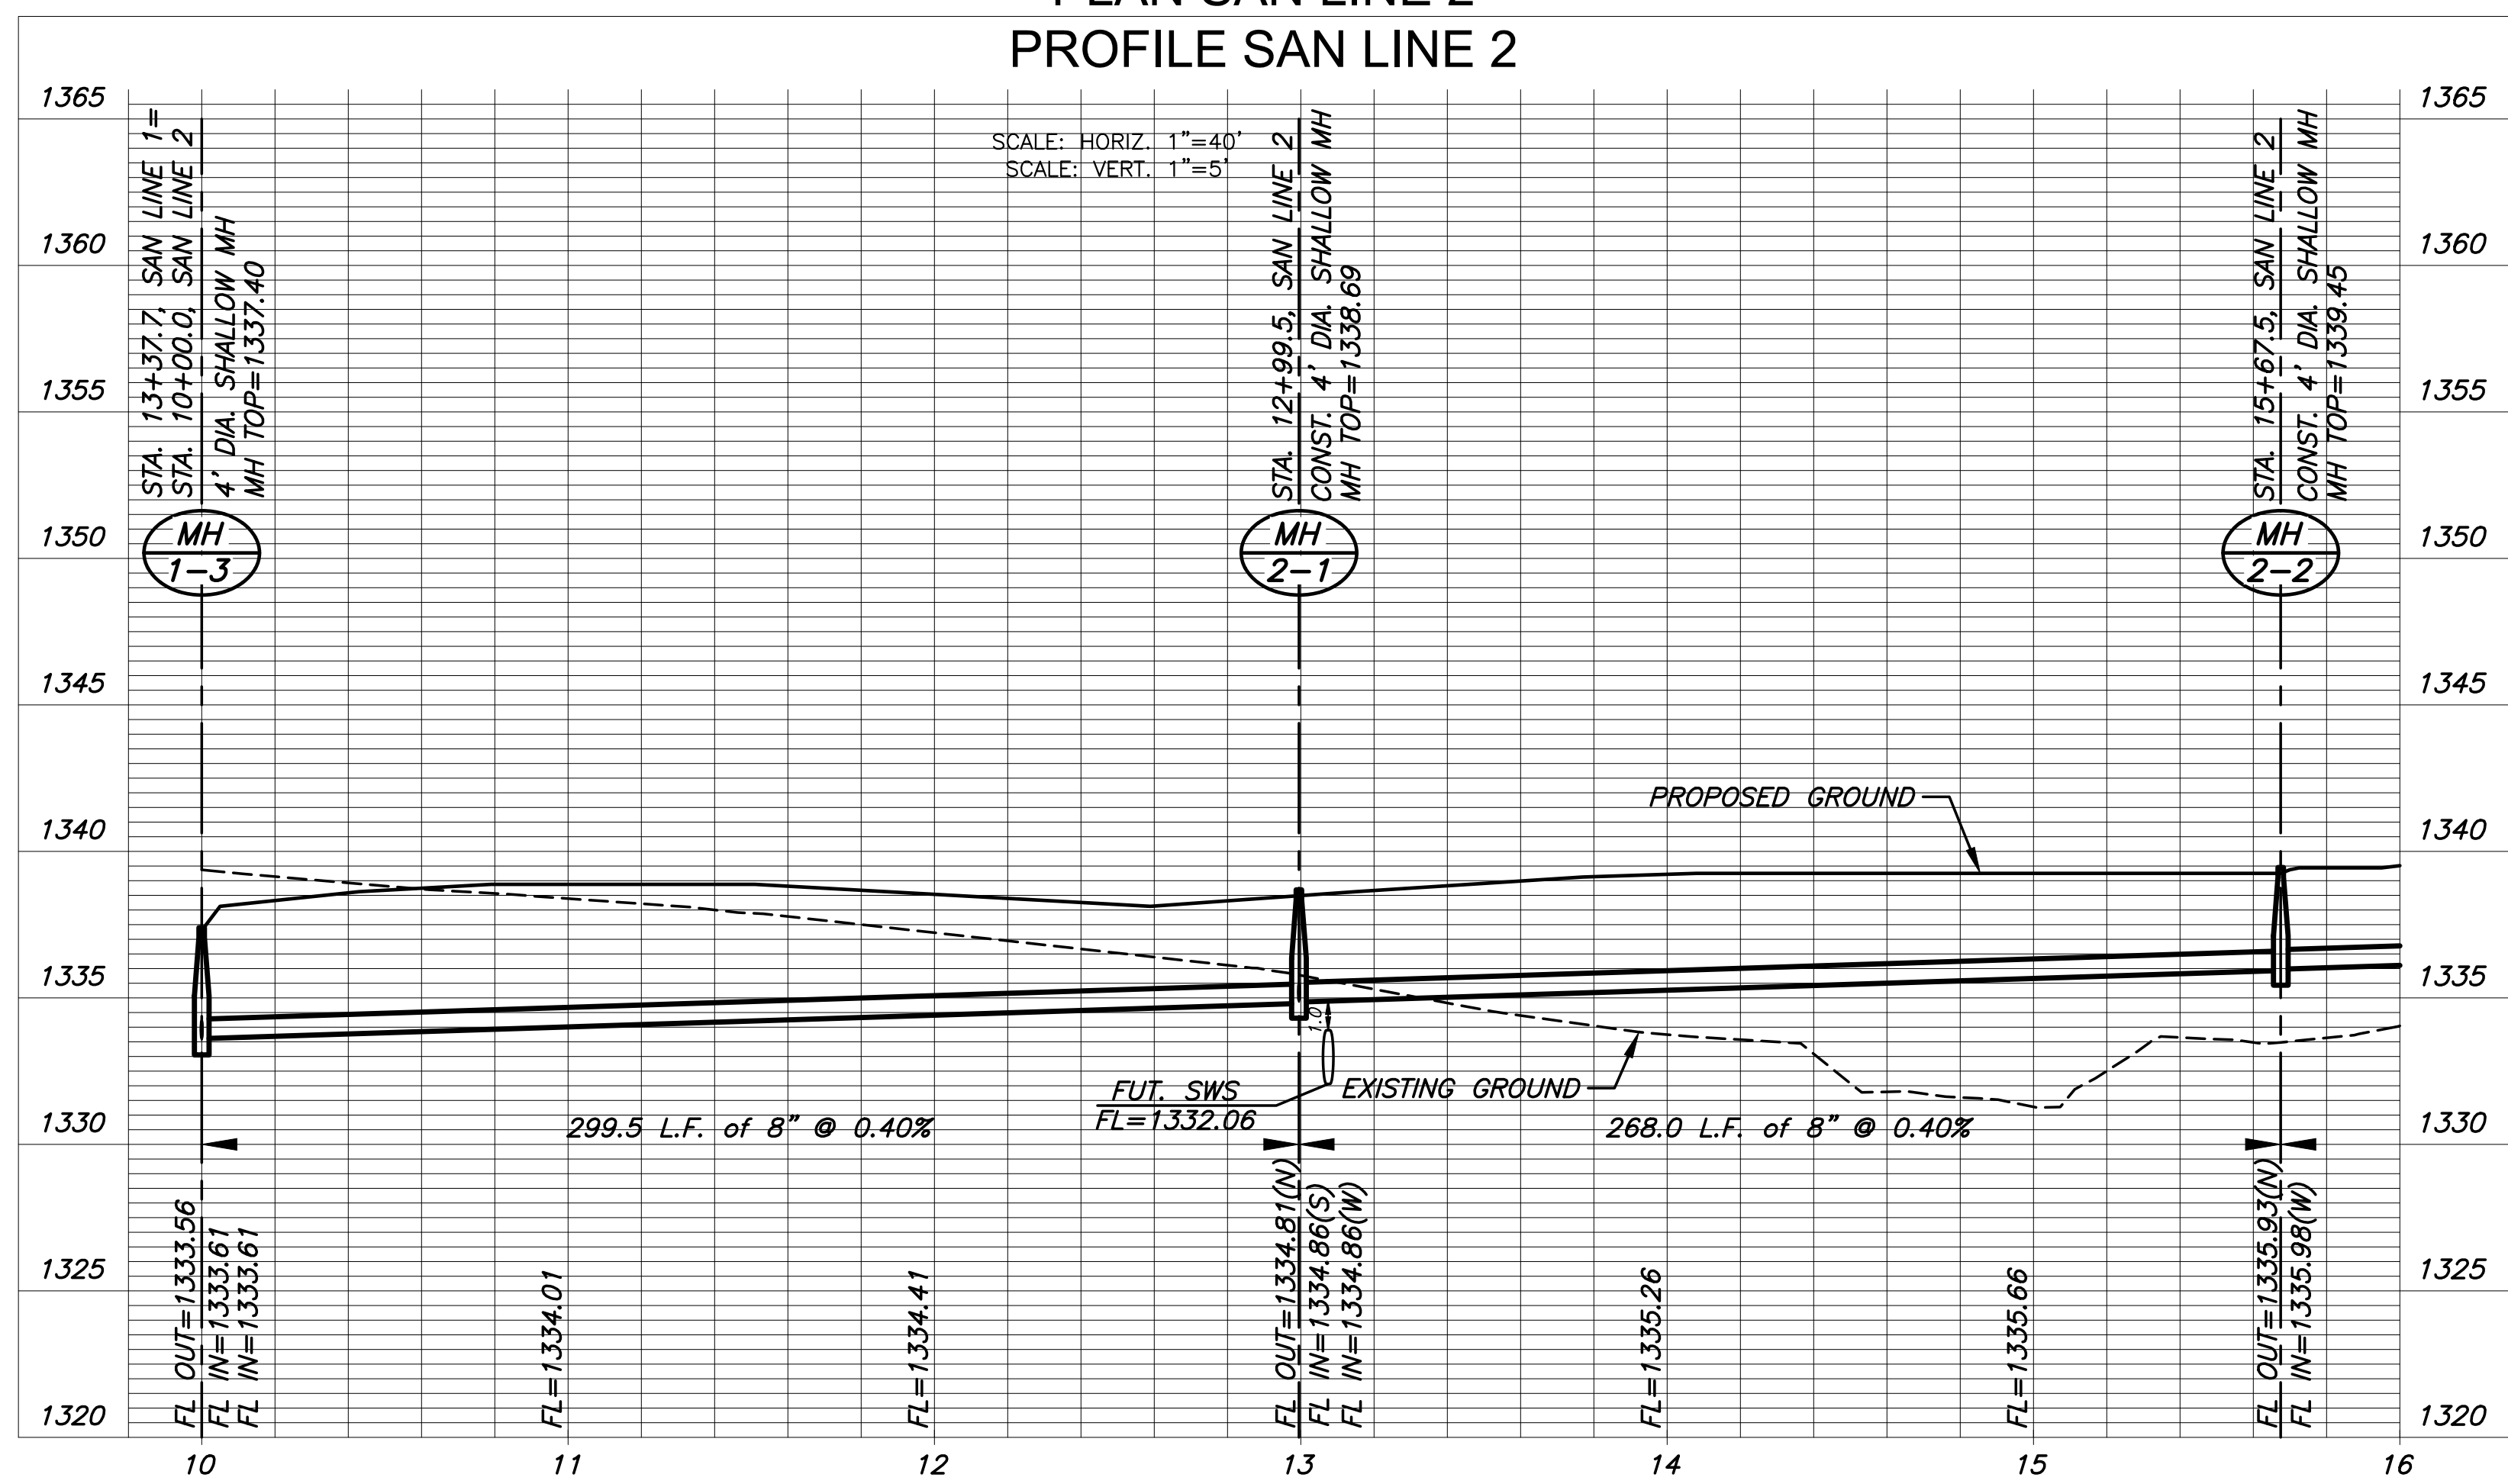 PLAN SAN LINE 2
PROFILE SAN LINE 2
SCALE: HORIZ. 1"=40'
SCALE: VERT. 1"=5'
1365
1360
1355
1350
1345
1340
1335
1330
1325
1320
STA. 13+37.7, SAN LINE 1=
STA. 10+00.0, SAN LINE 2
4' DIA. SHALLOW MH
MH TOP=1337.40
MH
1-3
STA. 12+99.5, SAN LINE 2
CONST. 4' DIA. SHALLOW MH
MH TOP=1338.69
MH
2-1
STA. 15+67.5, SAN LINE 2
CONST. 4' DIA. SHALLOW MH
MH TOP=1339.45
MH
2-2
1365
1360
1355
1350
1345
1340
1335
1330
1325
1320
PROPOSED GROUND
1.0'
FUT. SWS
FL=1332.06
EXISTING GROUND
299.5 L.F. of 8" @ 0.40%
268.0 L.F. of 8" @ 0.40%
FL OUT=1333.56
FL IN=1333.61
FL IN=1333.61
FL=1334.01
FL=1334.41
FL OUT=1334.81(N)
FL IN=1334.86(S)
FL IN=1334.86(W)
FL=1335.26
FL=1335.66
FL OUT=1335.93(N)
FL IN=1335.98(W)
10
11
12
13
14
15
16